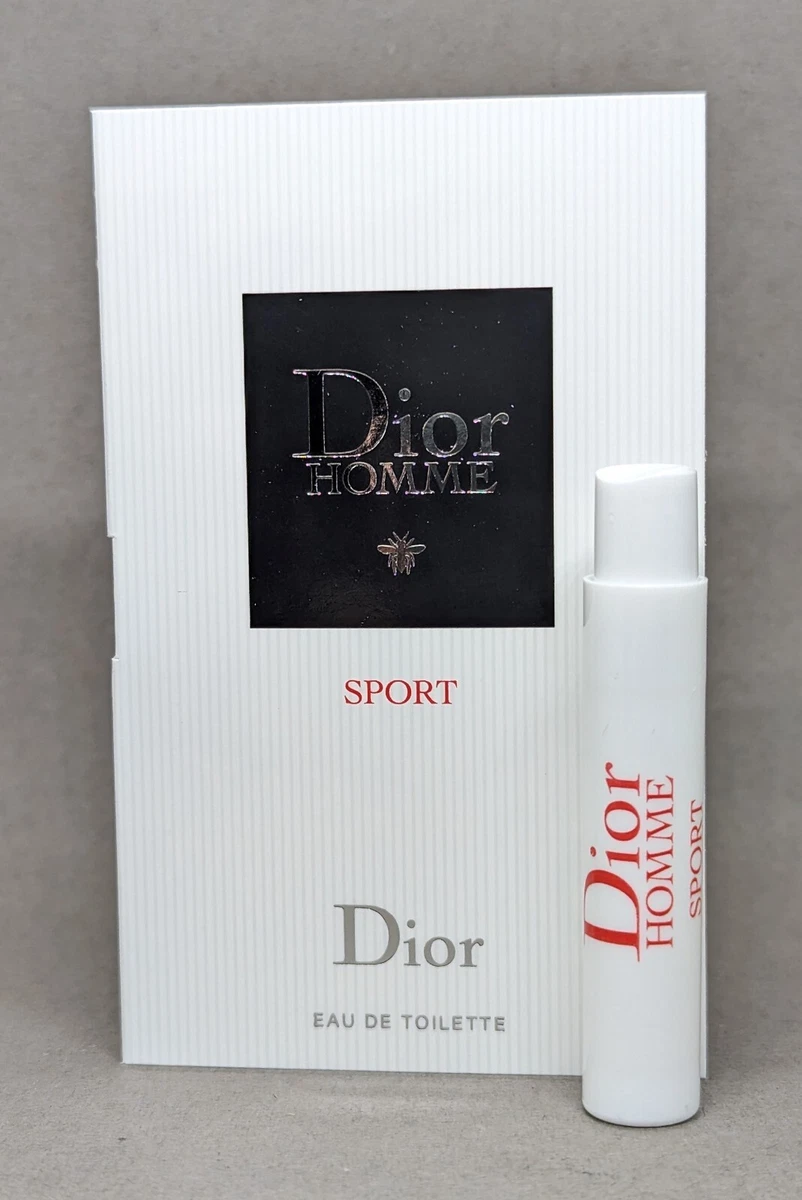 Dior
HOMME
SPORT
Dior
EAU DE TOILETTE
Dior
HOMME
SPORT